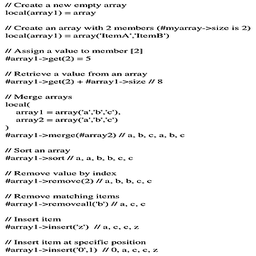 // Create a new empty array
local(array1) = array
// Create an array with 2 members (#myarray->size is 2)
local(array1) = array('ItemA','ItemB')
// Assign a value to member [2]
#array1->get(2) = 5
// Retrieve a value from an array
#array1->get(2) + #array1->size // 8
// Merge arrays
local(
array1 = array('a','b','c'),
array2 = array('a','b','c')
)
#array1->merge(#array2) // a, b, c, a, b, c
// Sort an array
#array1->sort // a, a, b, b, c, c
// Remove value by index
#array1->remove(2) // a, b, b, c, c
// Remove matching items
#array1->removeall('b') // a, c, c
// Insert item
#array1->insert('z') // a, c, c, z
// Insert item at specific position
#array1->insert('0',1) // 0, a, c, c, z